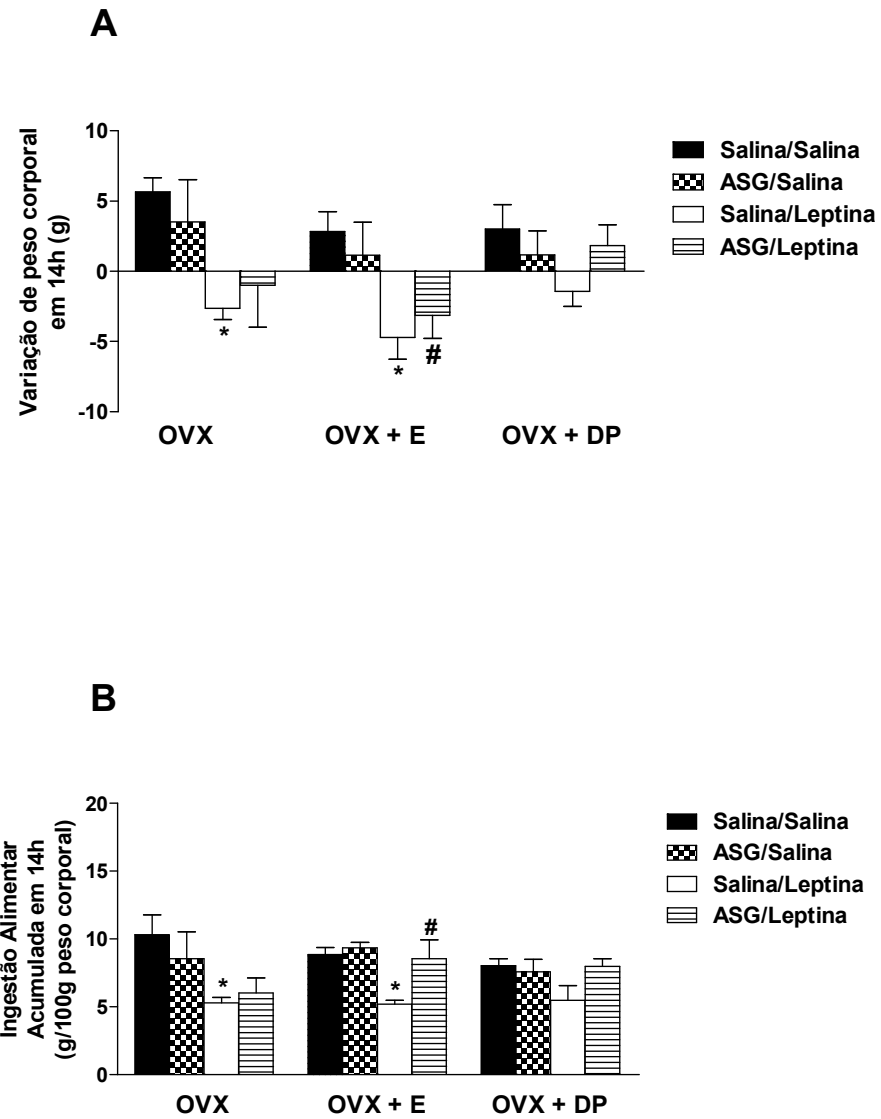 A
Variação de peso corporal
em 14h (g)
10
5
0
-5
-10
*
*
#
OVX
OVX + E
OVX + DP
Salina/Salina
ASG/Salina
Salina/Leptina
ASG/Leptina
B
Ingestão Alimentar
Acumulada em 14h
(g/100g peso corporal)
20
15
10
5
0
*
*
#
OVX
OVX + E
OVX + DP
Salina/Salina
ASG/Salina
Salina/Leptina
ASG/Leptina